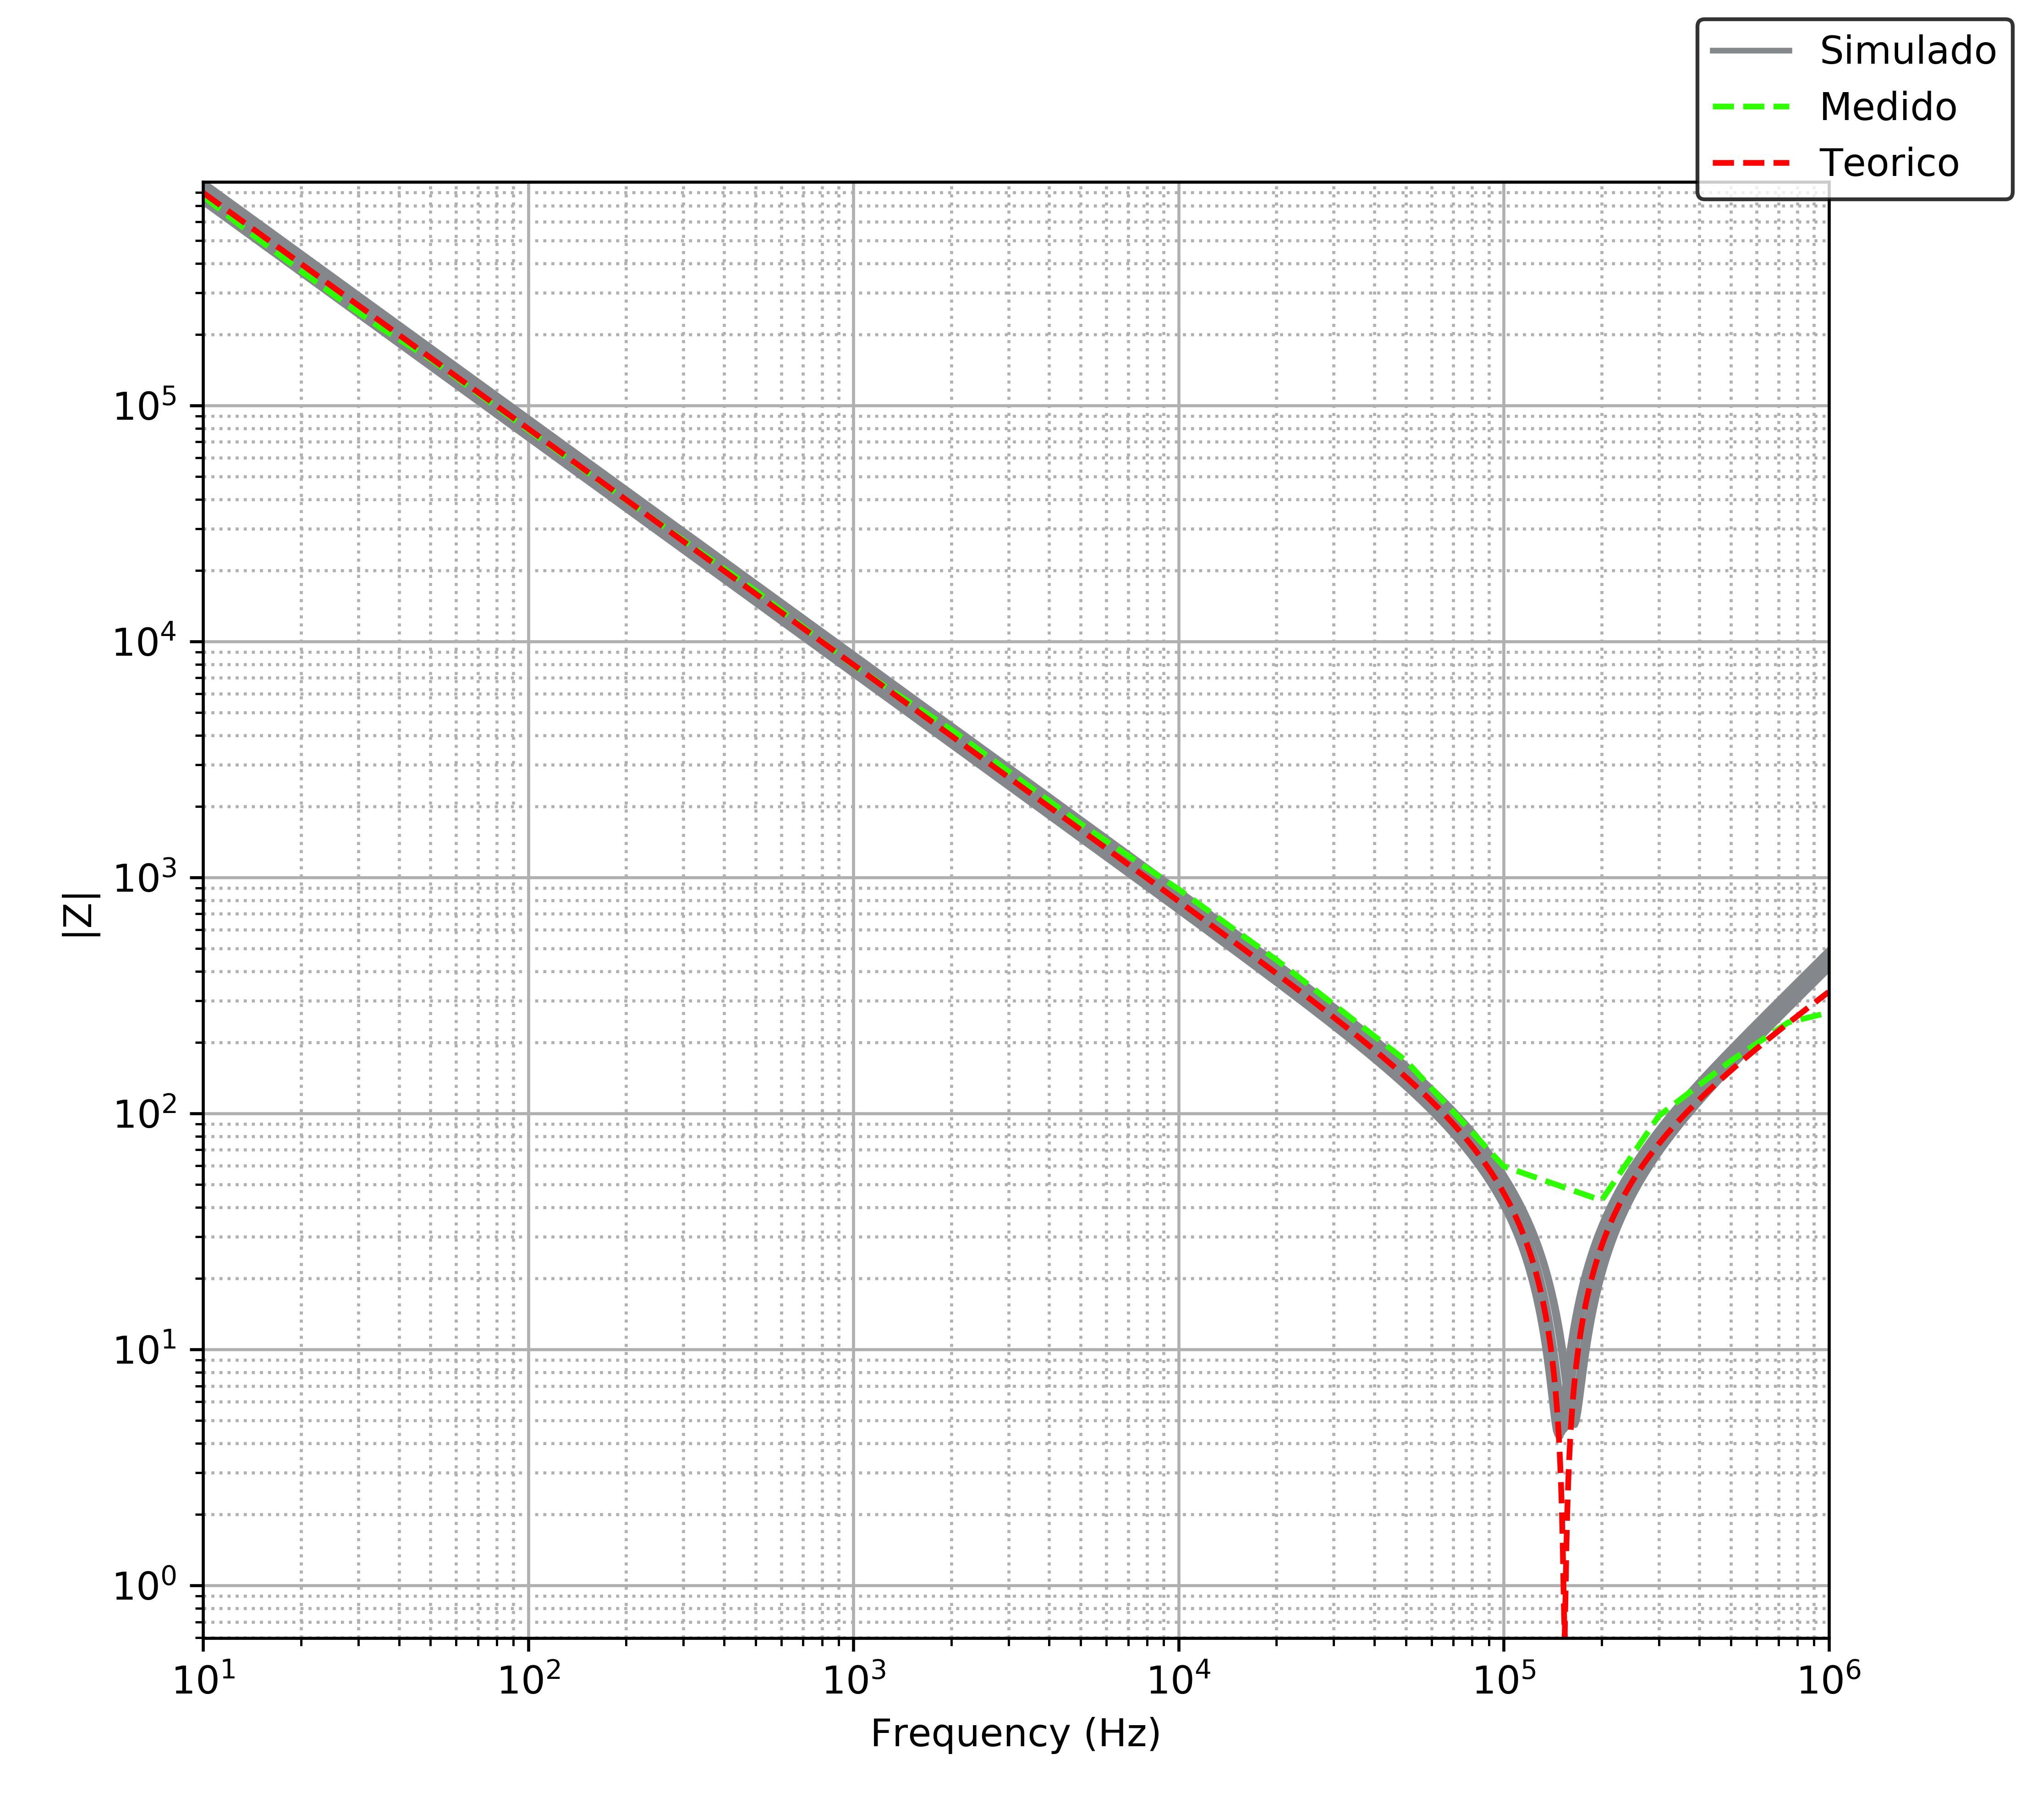 Simulado
Medido
Teorico
|Z|
10⁵
10⁴
10³
10²
10¹
10⁰
10¹ 10² 10³ 10⁴ 10⁵ 10⁶
Frequency (Hz)